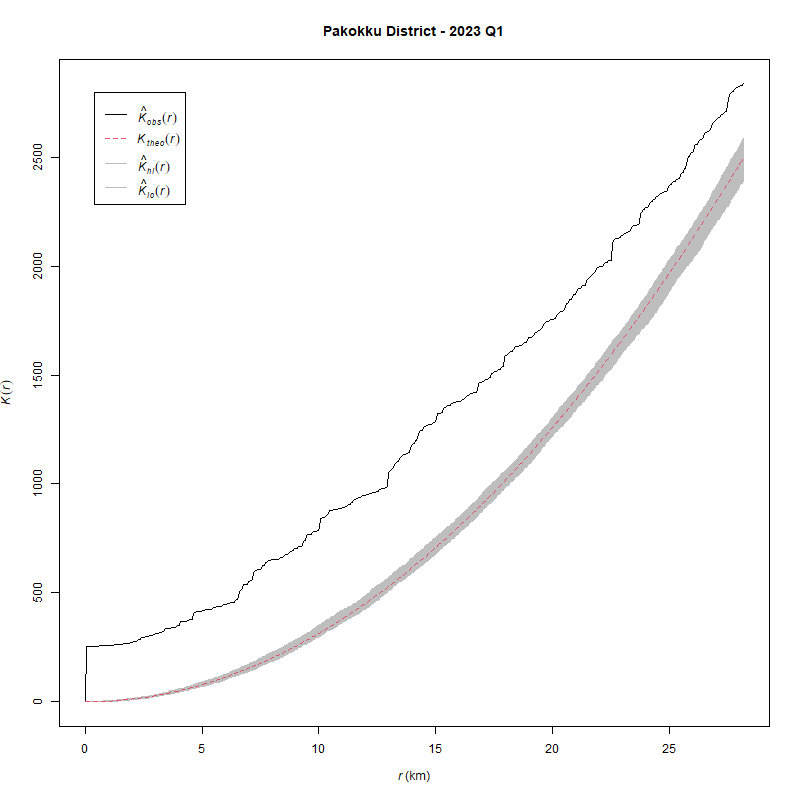 Pakokku District - 2023 Q1
K̂obs(r)
Ktheo(r)
K̂hi(r)
K̂lo(r)
K(r)
0
500
1000
1500
2000
2500
0 5 10 15 20 25
r (km)